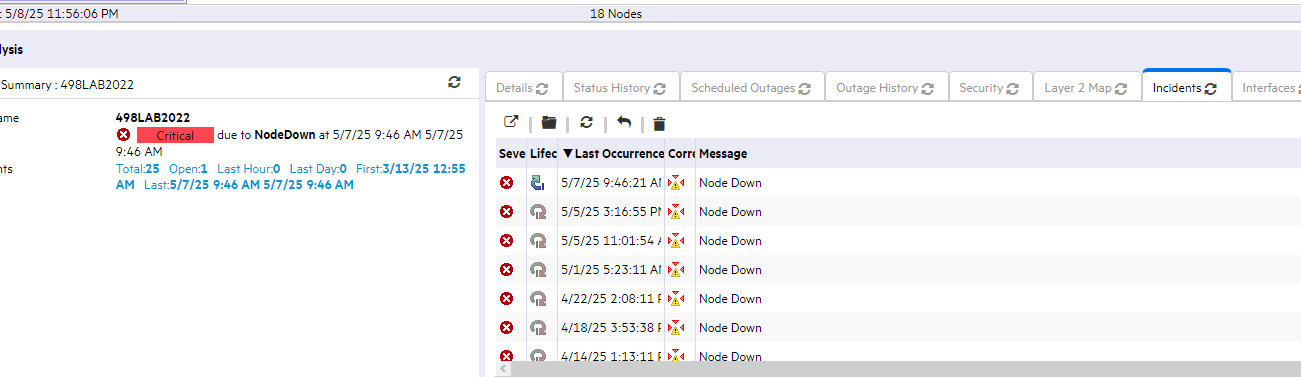 : 5/8/25 11:56:06 PM
18 Nodes
lysis
Summary : 498LAB2022
ame
498LAB2022
Critical due to NodeDown at 5/7/25 9:46 AM 5/7/25
9:46 AM
nts
Total:25 Open:1 Last Hour:0 Last Day:0 First:3/13/25 12:55
AM Last:5/7/25 9:46 AM 5/7/25 9:46 AM
Details Status History Scheduled Outages Outage History Security Layer 2 Map Incidents Interfaces
Seve Lifec ▼Last Occurrence Corre Message
5/7/25 9:46:21 AM Node Down
5/5/25 3:16:55 PM Node Down
5/5/25 11:01:54 A Node Down
5/1/25 5:23:11 AM Node Down
4/22/25 2:08:11 P Node Down
4/18/25 3:53:38 P Node Down
4/14/25 1:13:11 P Node Down